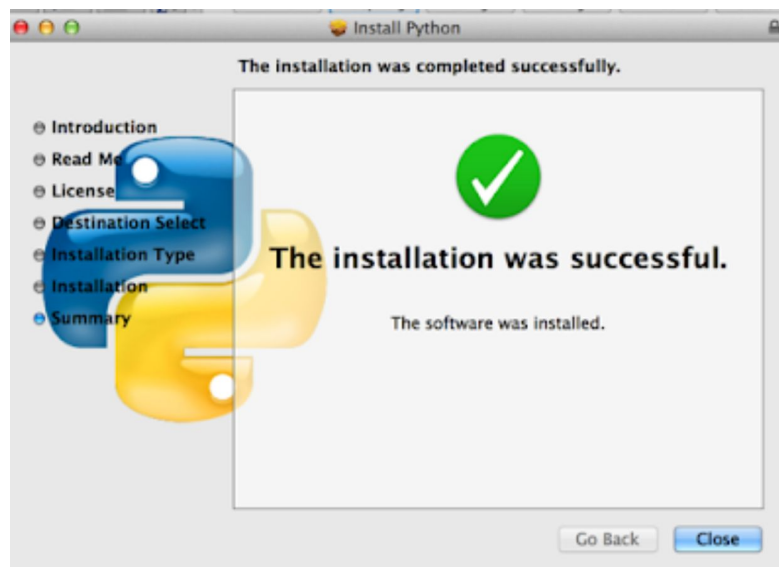 Install Python
The installation was completed successfully.
Introduction
Read Me
License
Destination Select
Installation Type
Installation
Summary
The installation was successful.
The software was installed.
Go Back
Close